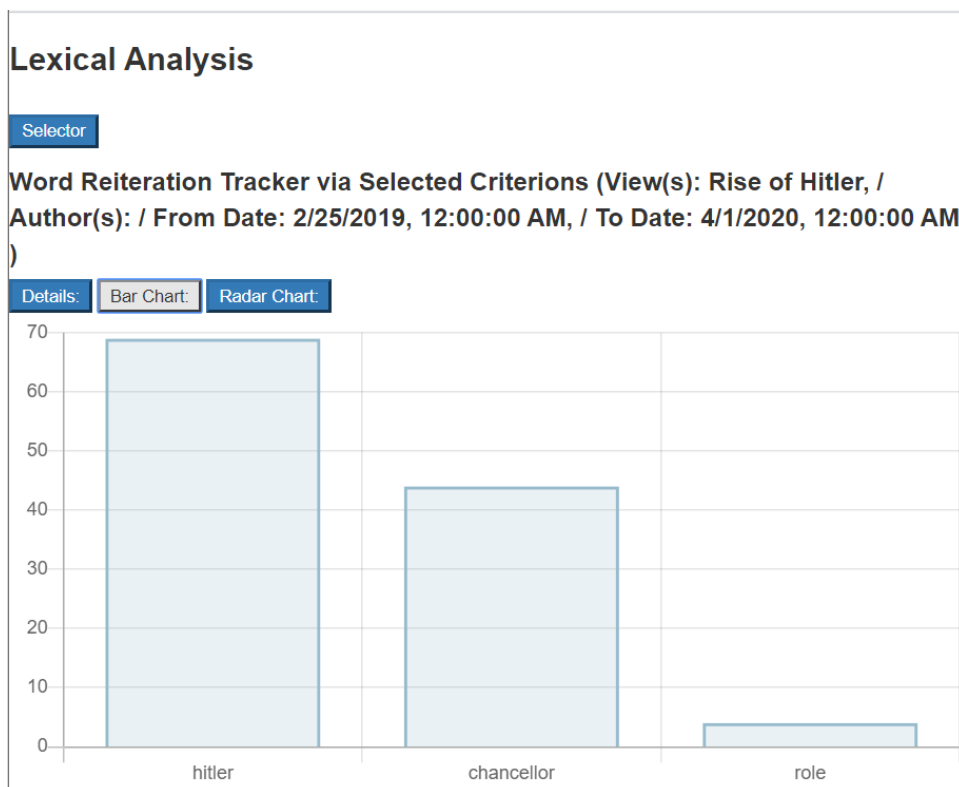 Lexical Analysis
Selector
Word Reiteration Tracker via Selected Criterions (View(s): Rise of Hitler, /
Author(s): / From Date: 2/25/2019, 12:00:00 AM, / To Date: 4/1/2020, 12:00:00 AM
)
Details: Bar Chart: Radar Chart:
70
60
50
40
30
20
10
0
hitler chancellor role